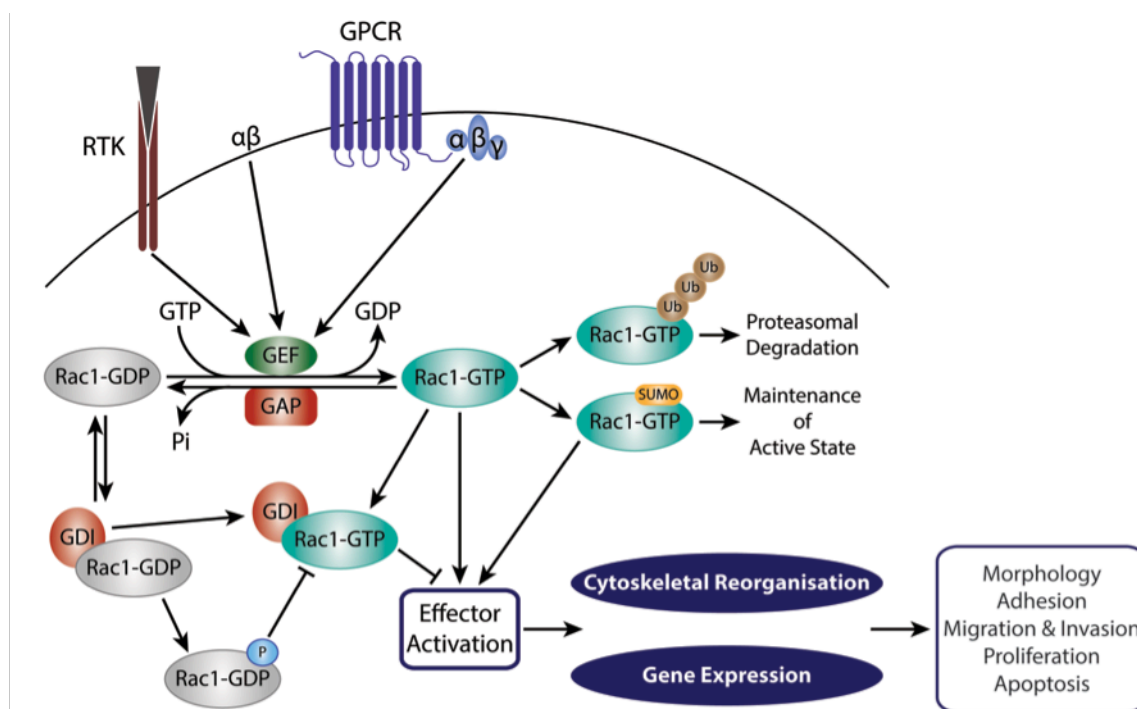 GPCR
RTK
αβ
α β γ
GTP
GDP
GEF
Rac1-GDP
Rac1-GTP
GAP
Pi
Ub
Ub
Ub
Rac1-GTP
Proteasomal
Degradation
SUMO
Rac1-GTP
Maintenance
of
Active State
GDI
Rac1-GDP
GDI
Rac1-GTP
P
Rac1-GDP
Effector
Activation
Cytoskeletal Reorganisation
Gene Expression
Morphology
Adhesion
Migration & Invasion
Proliferation
Apoptosis